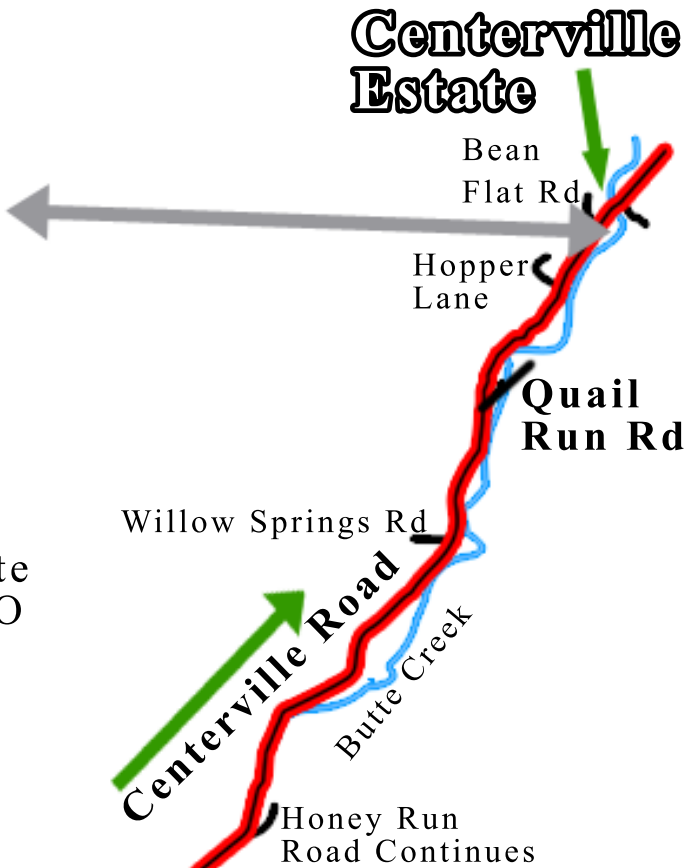 Centerville
Estate
Bean
Flat Rd
Hopper
Lane
Quail
Run Rd
Willow Springs Rd
te
O
Centerville Road
Butte Creek
Honey Run
Road Continues